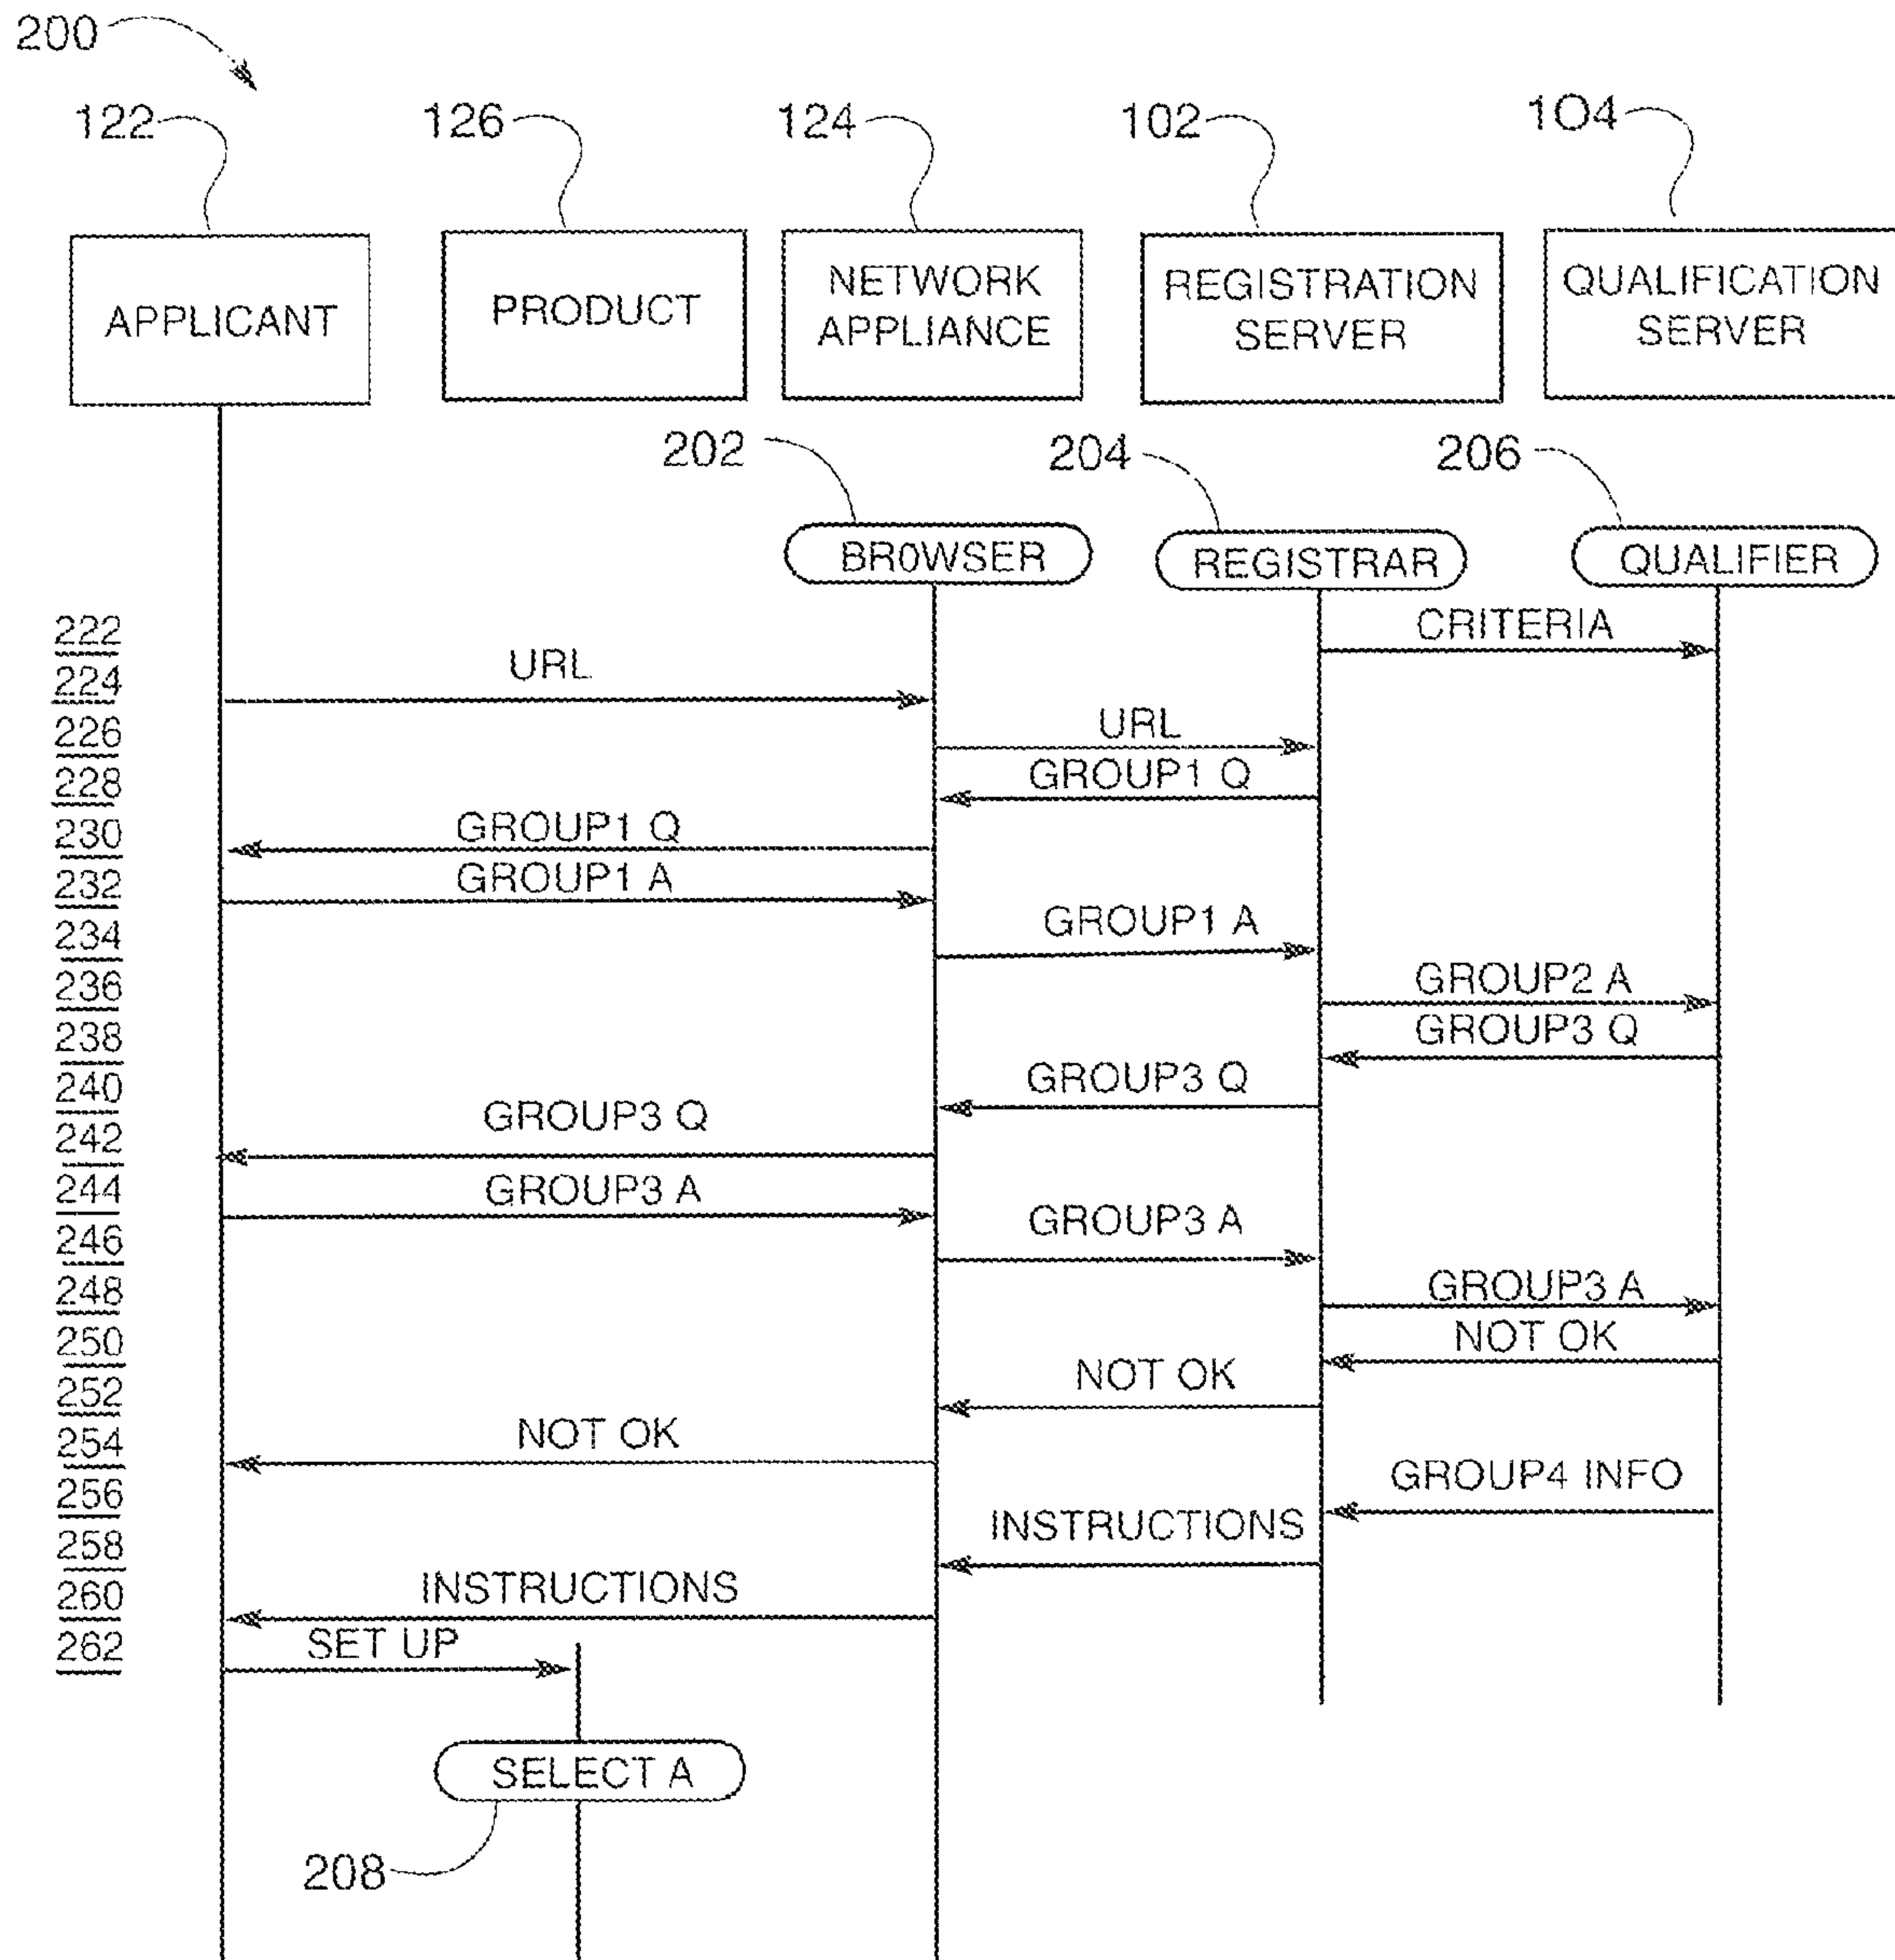 200
122
126
124
102
104
APPLICANT
PRODUCT
NETWORK
APPLIANCE
REGISTRATION
SERVER
QUALIFICATION
SERVER
202
204
206
BR0WSER
REGISTRAR
QUALIFIER
222
CRITERIA
224
URL
226
URL
228
GROUP1 Q
230
GROUP1 Q
232
GROUP1 A
234
GROUP1 A
236
GROUP2 A
238
GROUP3 Q
240
GROUP3 Q
242
GROUP3 Q
244
GROUP3 A
246
GROUP3 A
248
GROUP3 A
250
NOT OK
252
NOT OK
254
NOT OK
256
GROUP4 INFO
258
INSTRUCTIONS
260
INSTRUCTIONS
262
SET UP
SELECT A
208